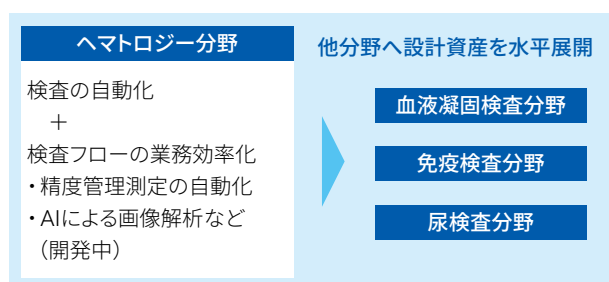 ヘマトロジー分野
検査の自動化
＋
検査フローの業務効率化
・精度管理測定の自動化
・AIによる画像解析など
（開発中）
他分野へ設計資産を水平展開
血液凝固検査分野
免疫検査分野
尿検査分野